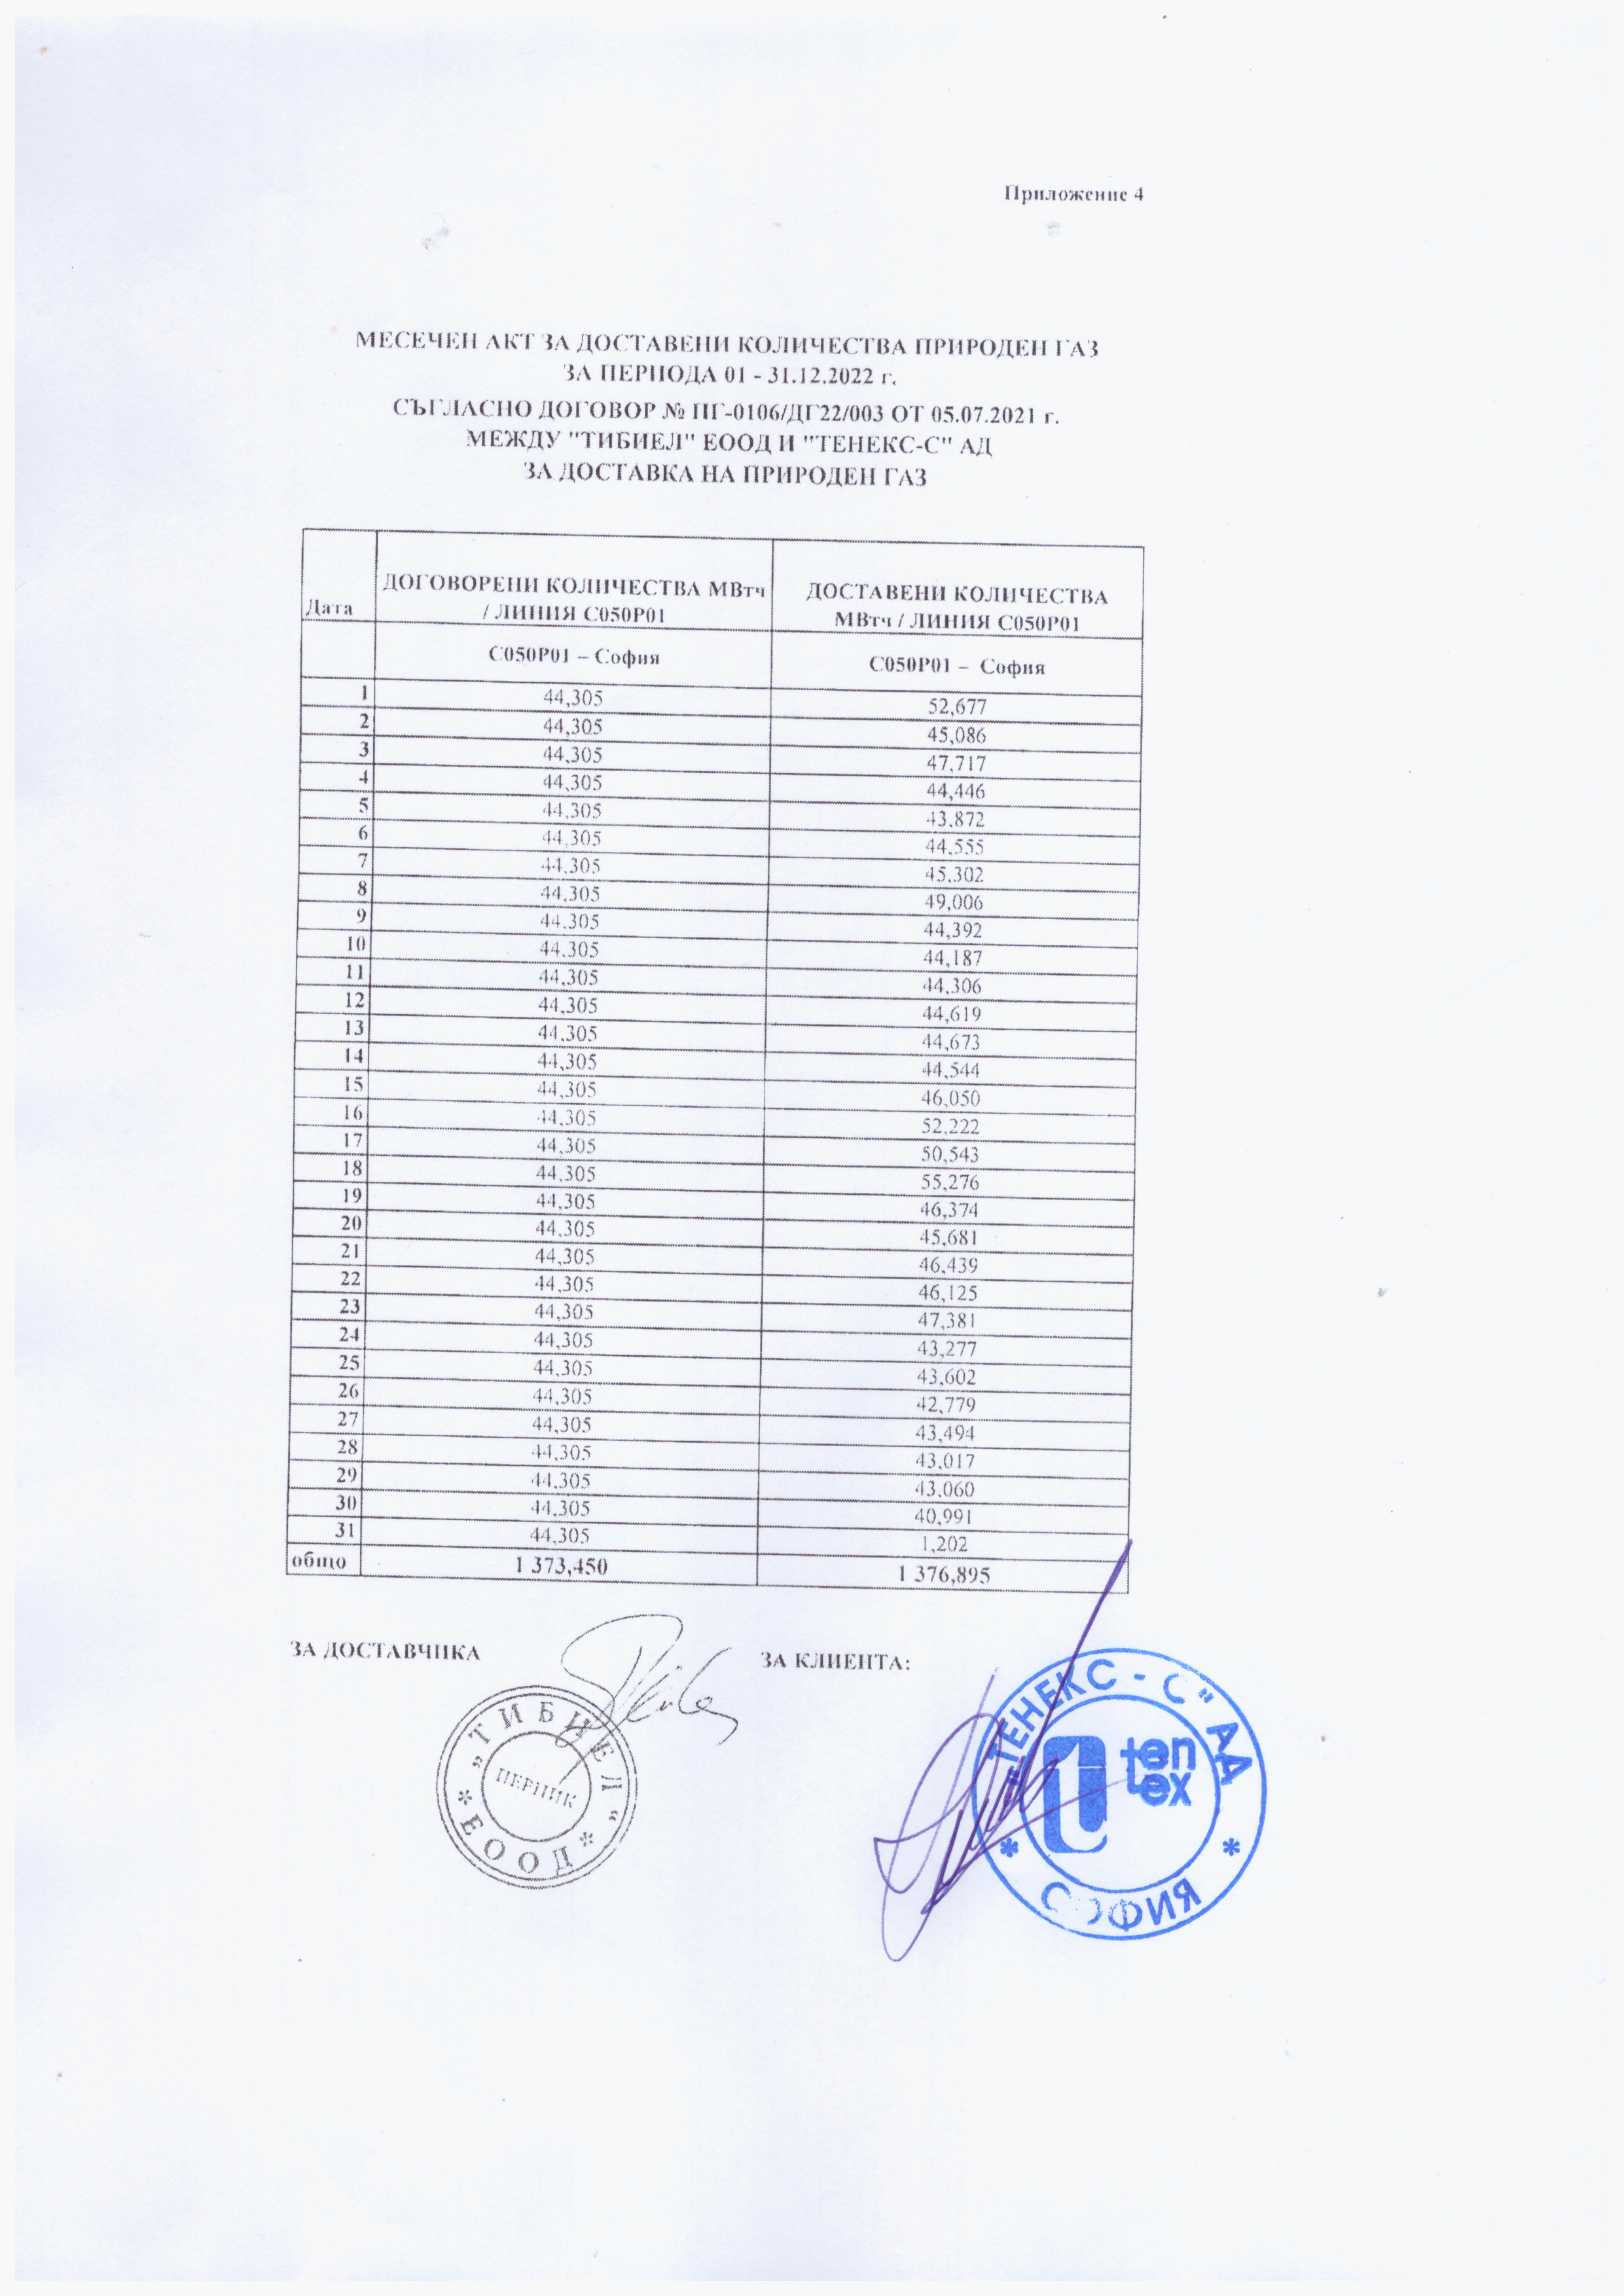 Приложение 4
МЕСЕЧЕН АКТ ЗА ДОСТАВЕНИ КОЛИЧЕСТВА ПРИРОДЕН ГАЗ
ЗА ПЕРИОДА 01 - 31.12.2022 г.
СЪГЛАСНО ДОГОВОР № ПГ-0106/ДГ22/003 ОТ 05.07.2021 г.
МЕЖДУ "ТИБИЕЛ" ЕООД И "ТЕНЕКС-С" АД
ЗА ДОСТАВКА НА ПРИРОДЕН ГАЗ
Дата ДОГОВОРЕНИ КОЛИЧЕСТВА МВтч / ЛИНИЯ С050Р01 ДОСТАВЕНИ КОЛИЧЕСТВА МВтч / ЛИНИЯ С050Р01
С050Р01 – София С050Р01 – София
1 44,305 52,677
2 44,305 45,086
3 44,305 47,717
4 44,305 44,446
5 44,305 43,872
6 44,305 44,555
7 44,305 45,302
8 44,305 49,006
9 44,305 44,392
10 44,305 44,187
11 44,305 44,306
12 44,305 44,619
13 44,305 44,673
14 44,305 44,544
15 44,305 46,050
16 44,305 52,222
17 44,305 50,543
18 44,305 55,276
19 44,305 46,374
20 44,305 45,681
21 44,305 46,439
22 44,305 46,125
23 44,305 47,381
24 44,305 43,277
25 44,305 43,602
26 44,305 42,779
27 44,305 43,494
28 44,305 43,017
29 44,305 43,060
30 44,305 40,991
31 44,305 1,202
общо 1 373,450 1 376,895
ЗА ДОСТАВЧИКА ЗА КЛИЕНТА:
„ТИБИЕЛ“ * ЕООД *
ПЕРНИК
"ТЕНЕКС - С" АД
ten
tex
* СОФИЯ *